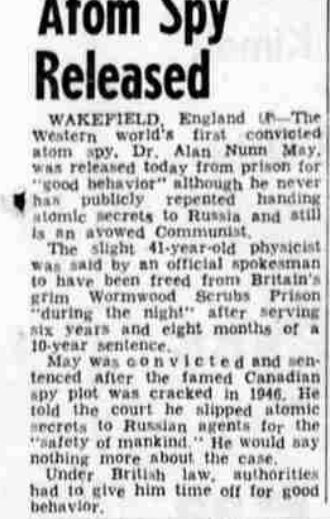 Atom Spy
Released
WAKEFIELD, England (P—The
Western world's first convicted
atom spy, Dr. Alan Nunn May,
was released today from prison for
"good behavior" although he never
has publicly repented handing
atomic secrets to Russia and still
is an avowed Communist.
The slight 41-year-old physicist
was said by an official spokesman
to have been freed from Britain's
grim Wormwood Scrubs Prison
"during the night" after serving
six years and eight months of a
10-year sentence.
May was convicted and sen-
tenced after the famed Canadian
spy plot was cracked in 1946. He
told the court he slipped atomic
secrets to Russian agents for the
"safety of mankind." He would say
nothing more about the case.
Under British law, authorities
had to give him time off for good
behavior.